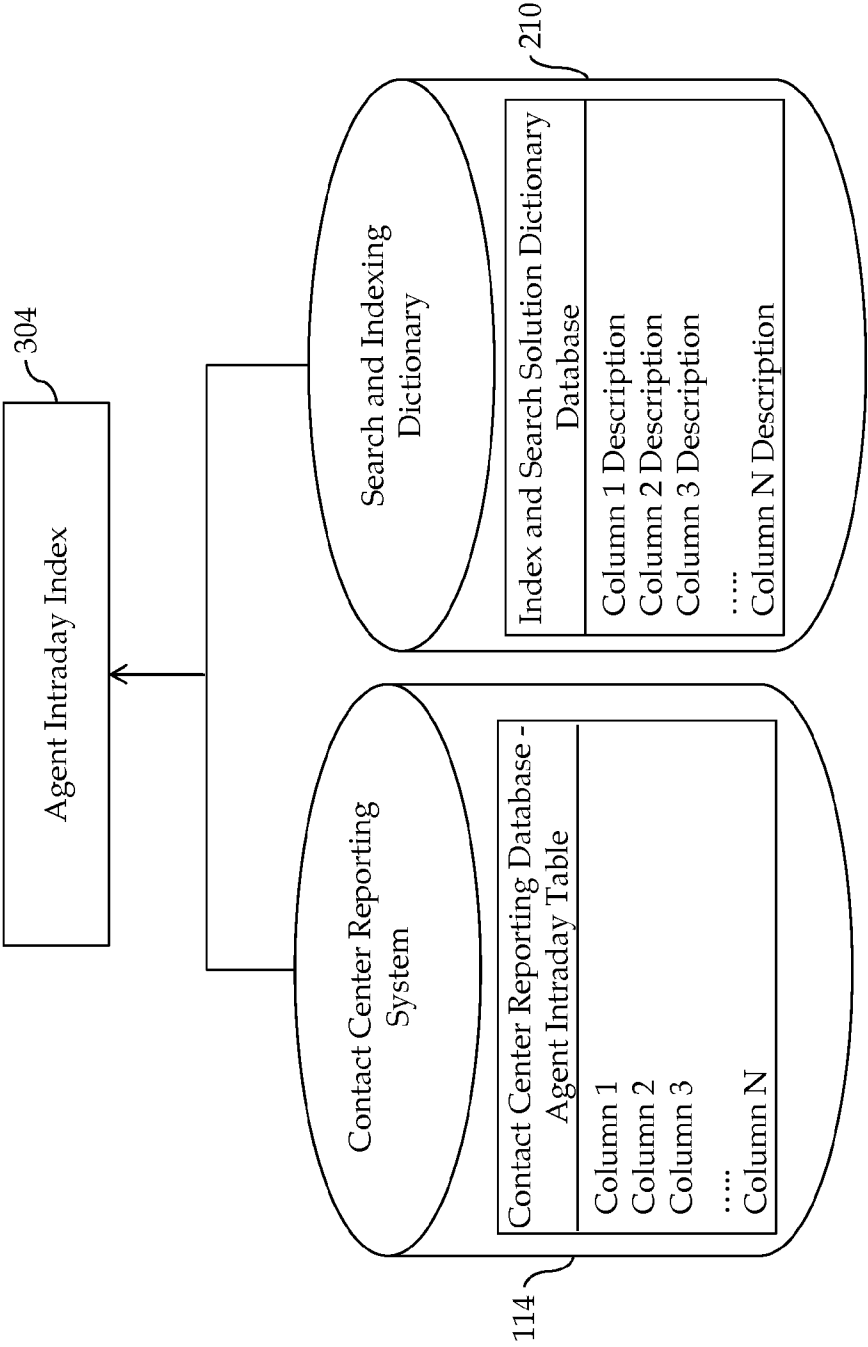 304
Agent Intraday Index
Contact Center Reporting
System
Contact Center Reporting Database -
Agent Intraday Table
Column 1
Column 2
Column 3
.....
Column N
114
Search and Indexing
Dictionary
Index and Search Solution Dictionary
Database
Column 1 Description
Column 2 Description
Column 3 Description
.....
Column N Description
210